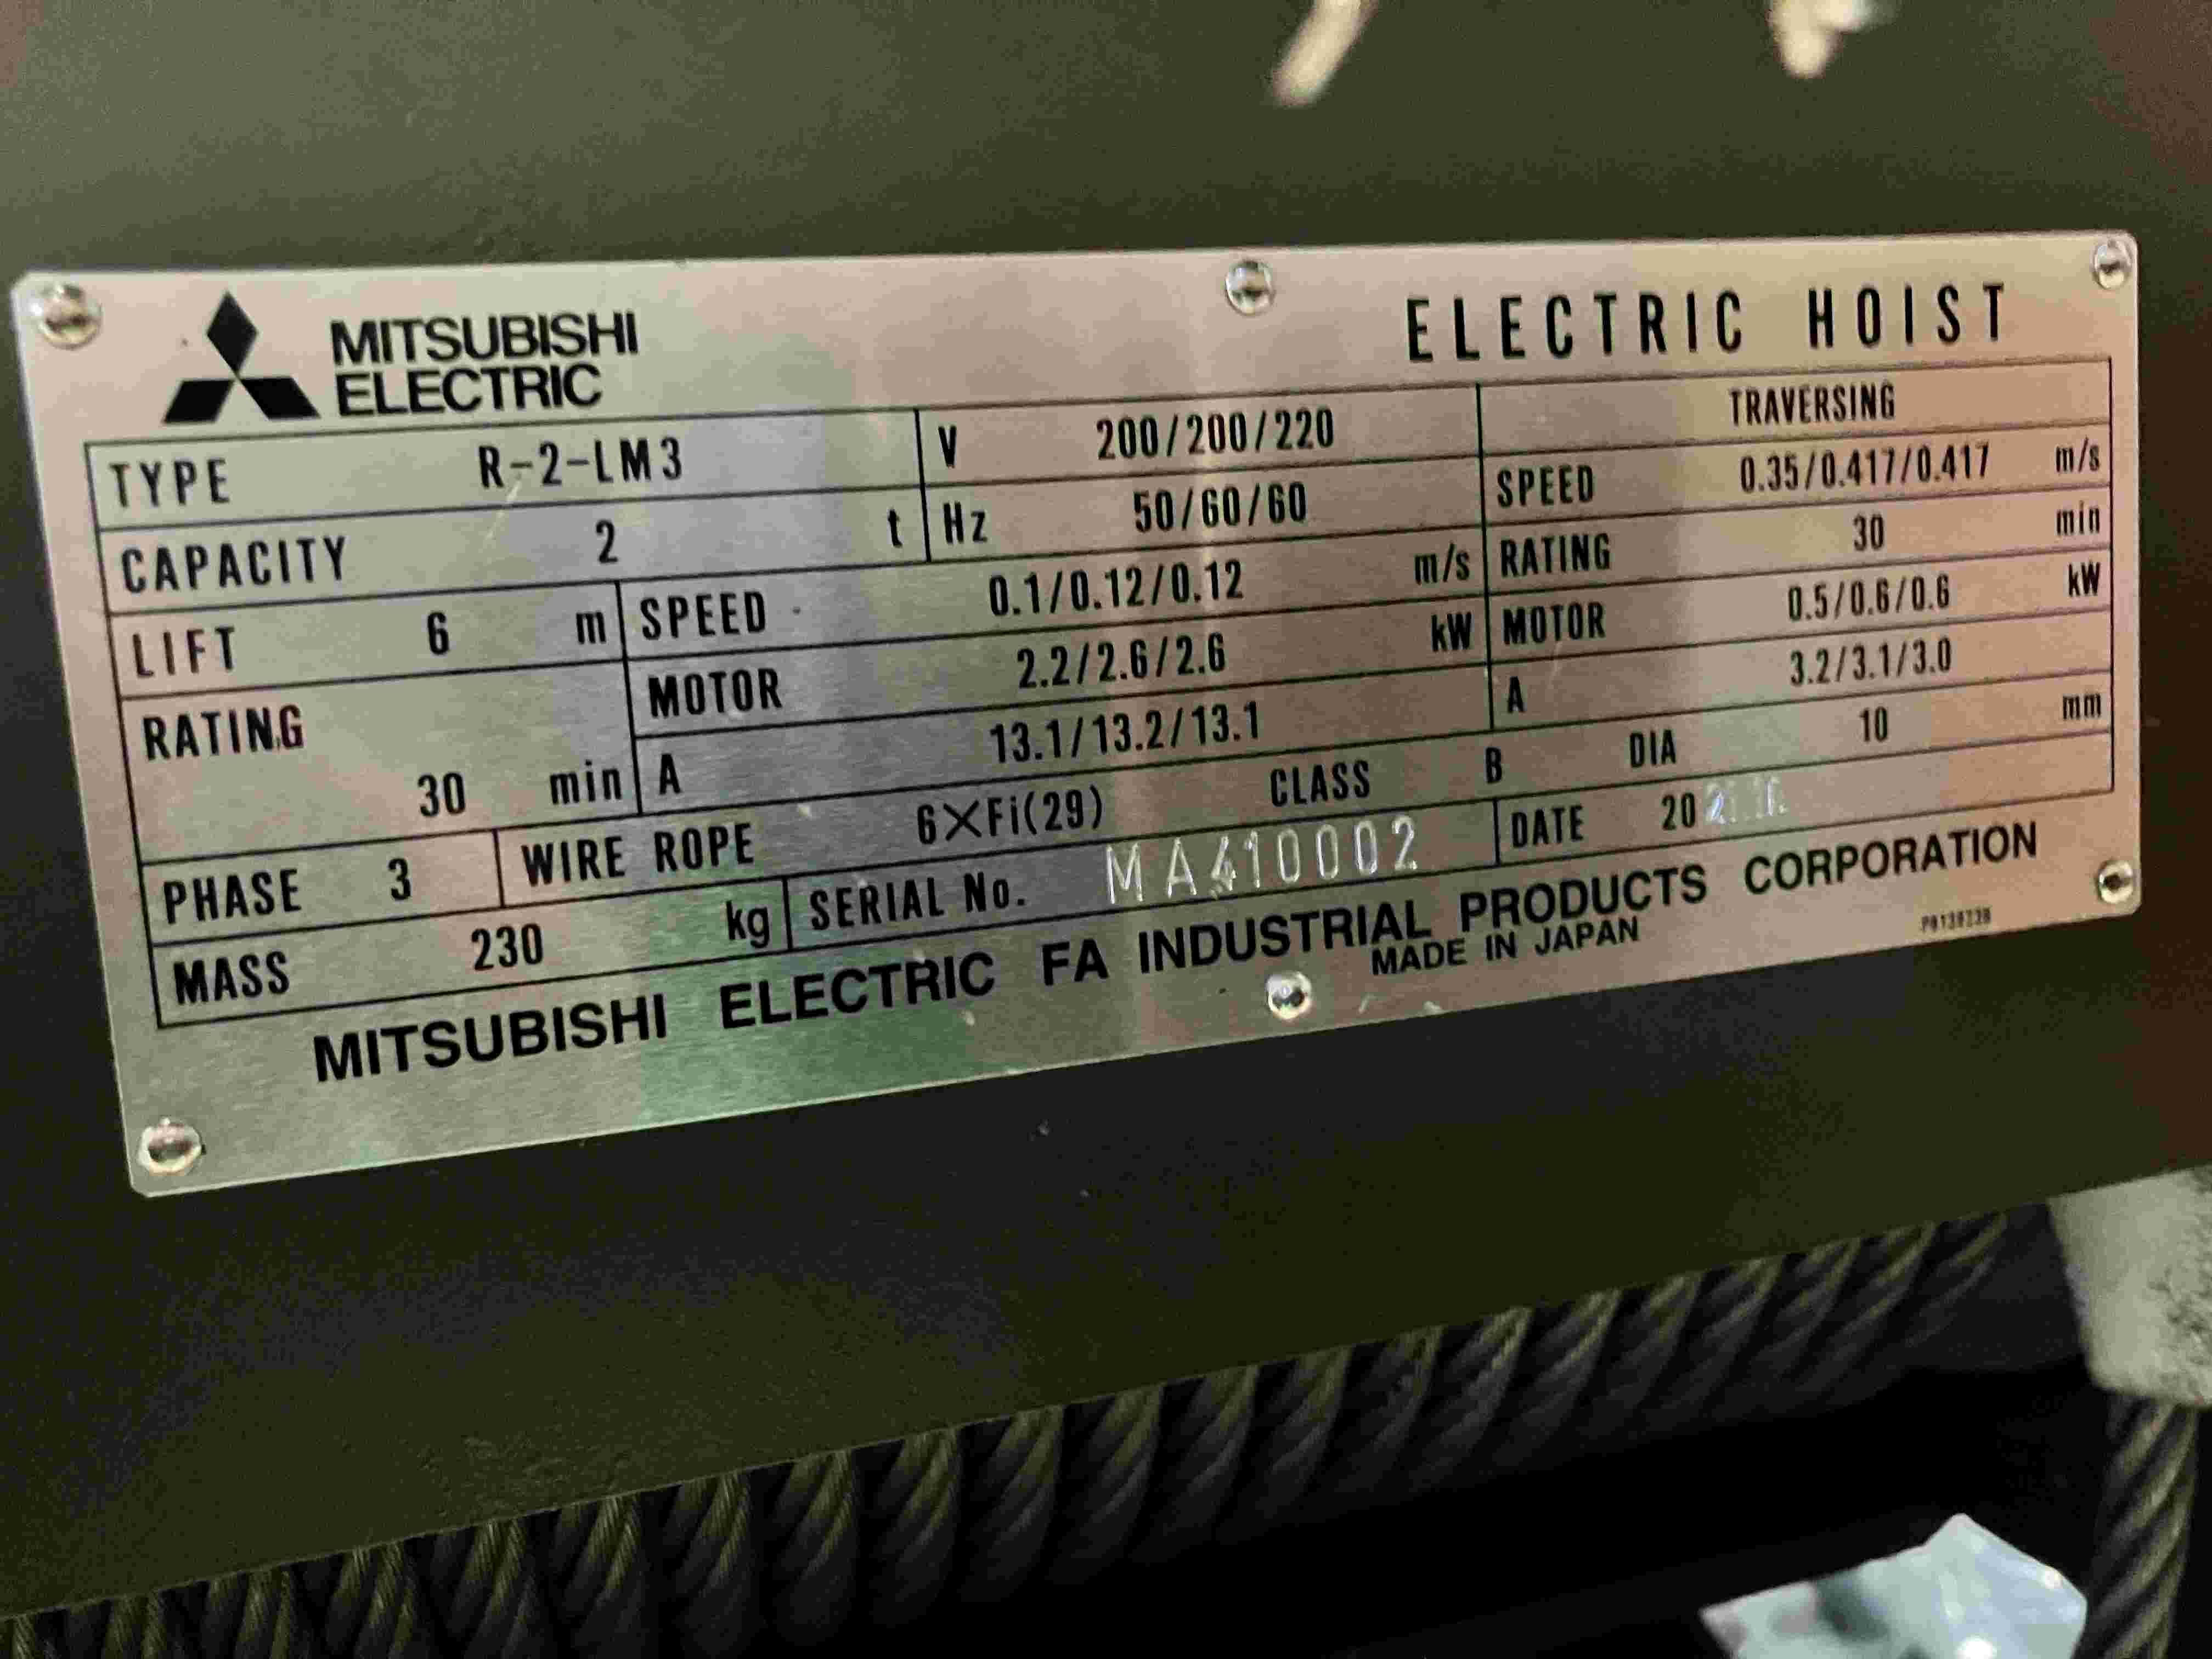 MITSUBISHI
ELECTRIC
ELECTRIC HOIST
TYPE R-2-LM3
V 200/200/220
TRAVERSING
CAPACITY 2 t
Hz 50/60/60
SPEED 0.35/0.417/0.417 m/s
LIFT 6 m
SPEED 0.1/0.12/0.12 m/s
RATING 30 min
RATING 30 min
MOTOR 2.2/2.6/2.6 kW
MOTOR 0.5/0.6/0.6 kW
A 13.1/13.2/13.1
A 3.2/3.1/3.0
PHASE 3
WIRE ROPE 6×Fi(29) CLASS B DIA 10 mm
MASS 230 kg
SERIAL No. MA410002
DATE
MITSUBISHI ELECTRIC FA INDUSTRIAL PRODUCTS CORPORATION
MADE IN JAPAN